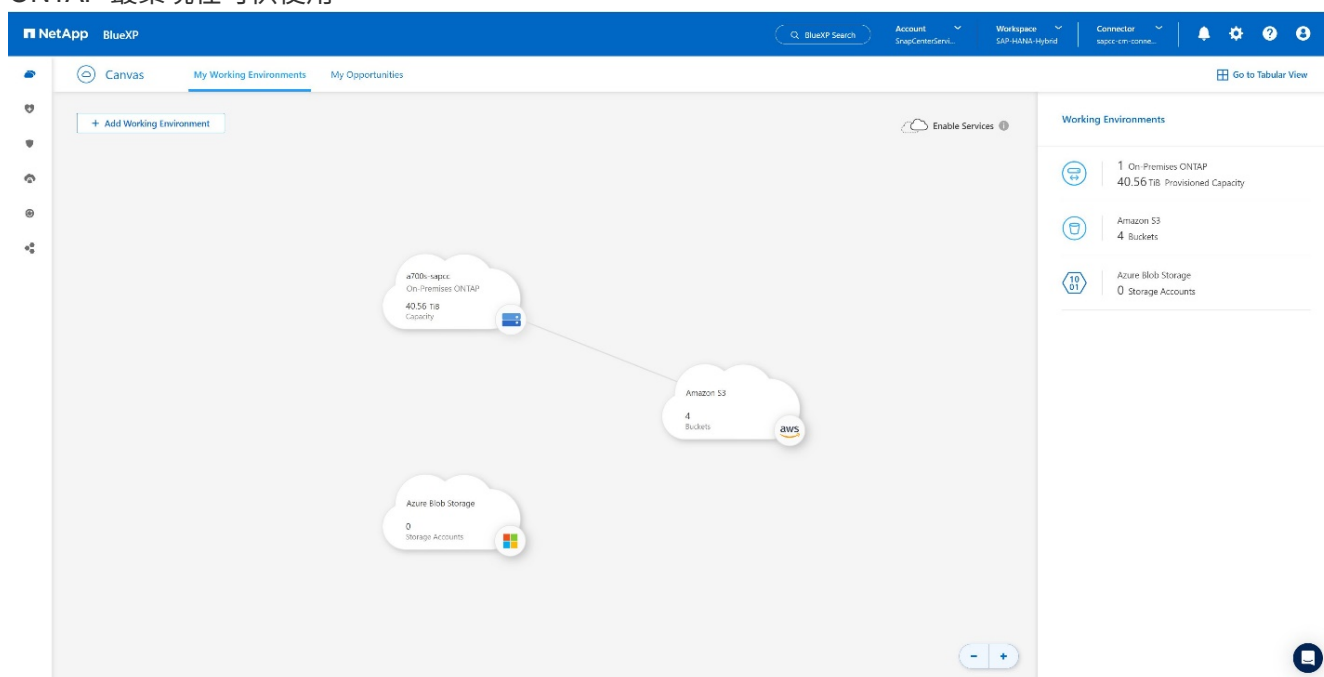 NetApp BlueXP
BlueXP Search
Account
SnapCenterServi...
Workspace
SAP-HANA-Hybrid
Connector
sapcc-cm-conne...
Canvas
My Working Environments
My Opportunities
Go to Tabular View
+ Add Working Environment
Enable Services
Working Environments
1 On-Premises ONTAP
40.56 TiB Provisioned Capacity
Amazon S3
4 Buckets
10
01
Azure Blob Storage
0 Storage Accounts
a700s-sapcc
On-Premises ONTAP
40.56 TiB
Capacity
Amazon S3
4
Buckets
aws
Azure Blob Storage
0
Storage Accounts
- +